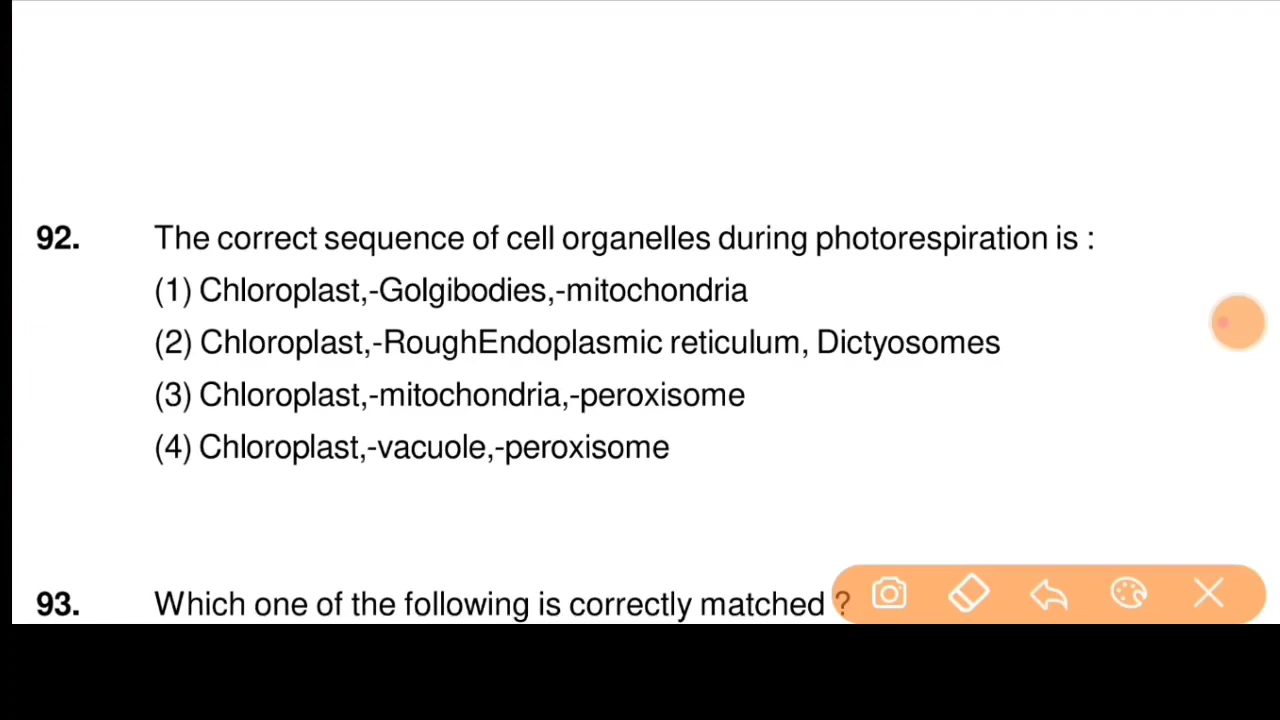 92. The correct sequence of cell organelles during photorespiration is :
(1) Chloroplast,-Golgibodies,-mitochondria
(2) Chloroplast,-RoughEndoplasmic reticulum, Dictyosomes
(3) Chloroplast,-mitochondria,-peroxisome
(4) Chloroplast,-vacuole,-peroxisome
93. Which one of the following is correctly matched ?